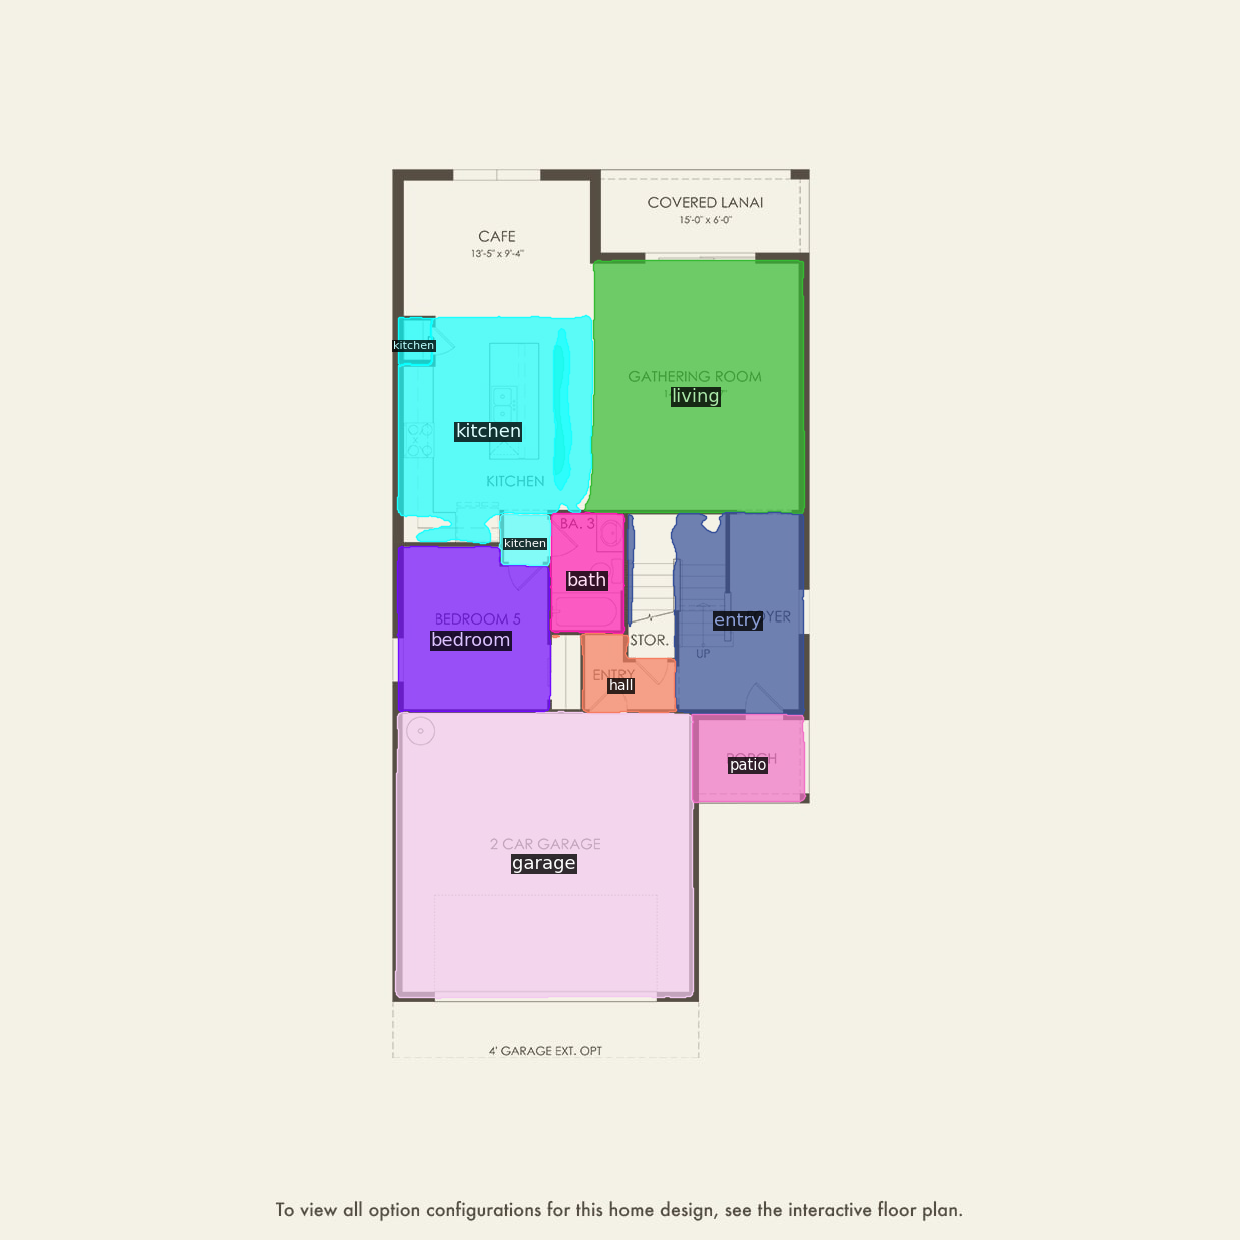 COVERED LANAI
15'-0" x 6'-0"
CAFE
13'-5" x 9'-4"
kitchen
GATHERING ROOM
living
kitchen
KITCHEN
BA. 3
kitchen
bath
BEDROOM 5
entry
bedroom
STOR.
UP
ENTRY
hall
PORCH
patio
2 CAR GARAGE
garage
4' GARAGE EXT. OPT
To view all option configurations for this home design, see the interactive floor plan.